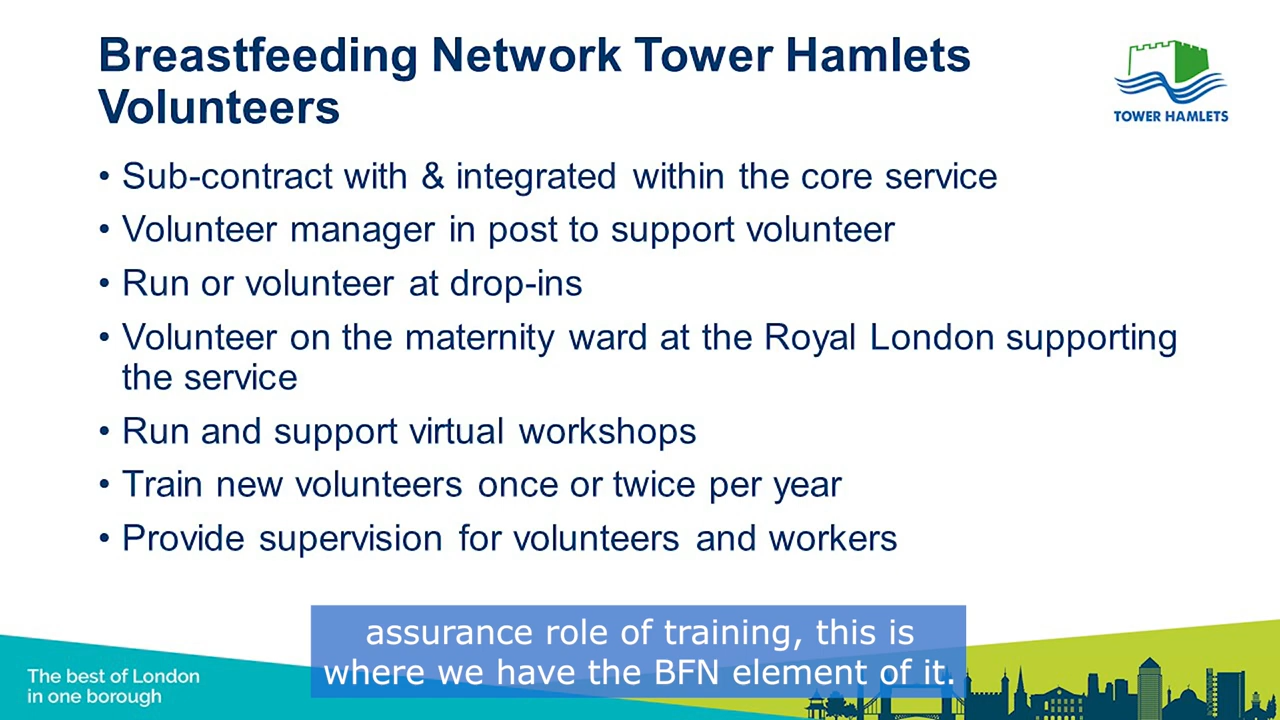 Breastfeeding Network Tower Hamlets
Volunteers
TOWER HAMLETS
• Sub-contract with & integrated within the core service
• Volunteer manager in post to support volunteer
• Run or volunteer at drop-ins
• Volunteer on the maternity ward at the Royal London supporting
the service
• Run and support virtual workshops
• Train new volunteers once or twice per year
• Provide supervision for volunteers and workers
assurance role of training, this is
where we have the BFN element of it.
The best of London
in one borough